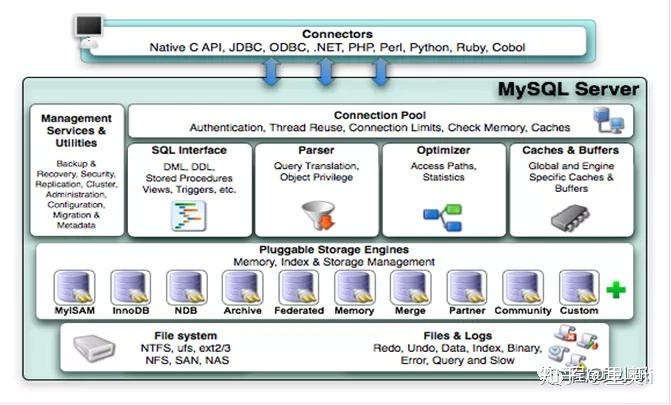 Connectors
Native C API, JDBC, ODBC, .NET, PHP, Perl, Python, Ruby, Cobol
MySQL Server
Management
Services &
Utilities
Backup &
Recovery, Security,
Replication, Cluster,
Administration,
Configuration,
Migration &
Metadata
Connection Pool
Authentication, Thread Reuse, Connection Limits, Check Memory, Caches
SQL Interface
DML, DDL,
Stored Procedures
Views, Triggers, etc.
Parser
Query Translation,
Object Privilege
Optimizer
Access Paths,
Statistics
Caches & Buffers
Global and Engine
Specific Caches &
Buffers
Pluggable Storage Engines
Memory, Index & Storage Management
MyISAM
InnoDB
NDB
Archive
Federated
Memory
Merge
Partner
Community
Custom
File system
NTFS, ufs, ext2/3
NFS, SAN, NAS
Files & Logs
Redo, Undo, Data, Index, Binary,
Error, Query and Slow
知乎